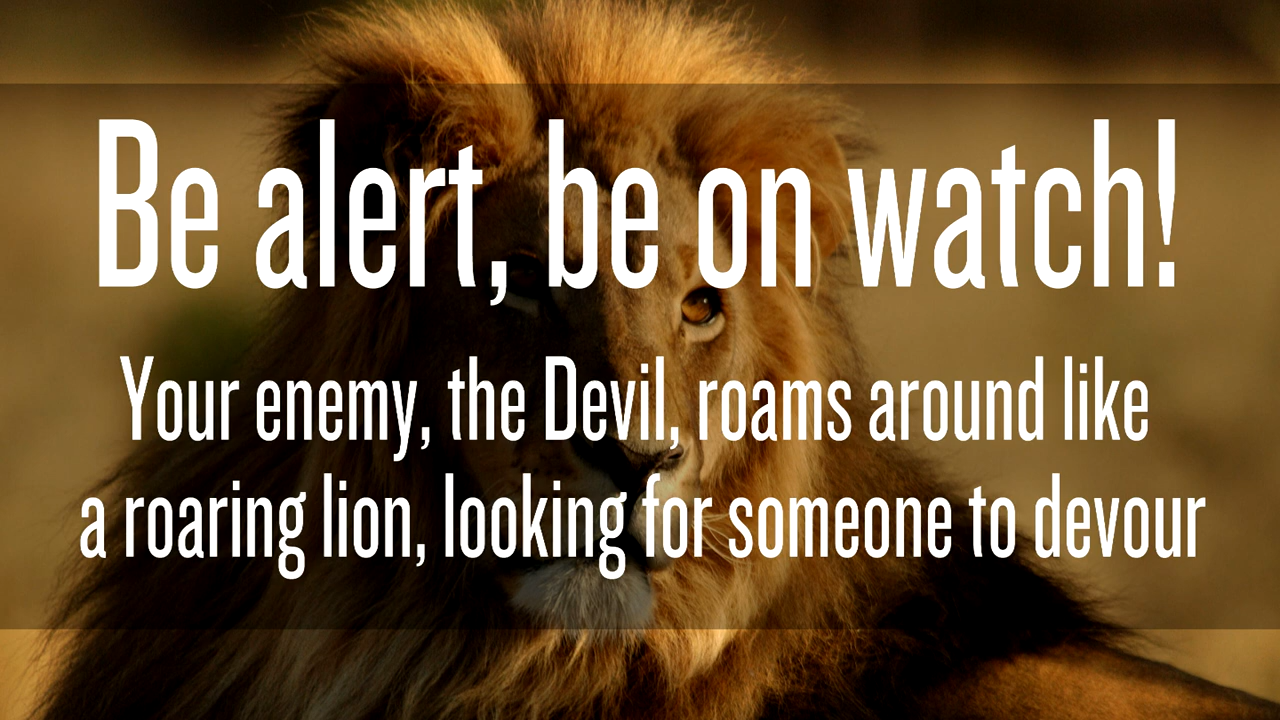 Be alert, be on watch!
Your enemy, the Devil, roams around like
a roaring lion, looking for someone to devour